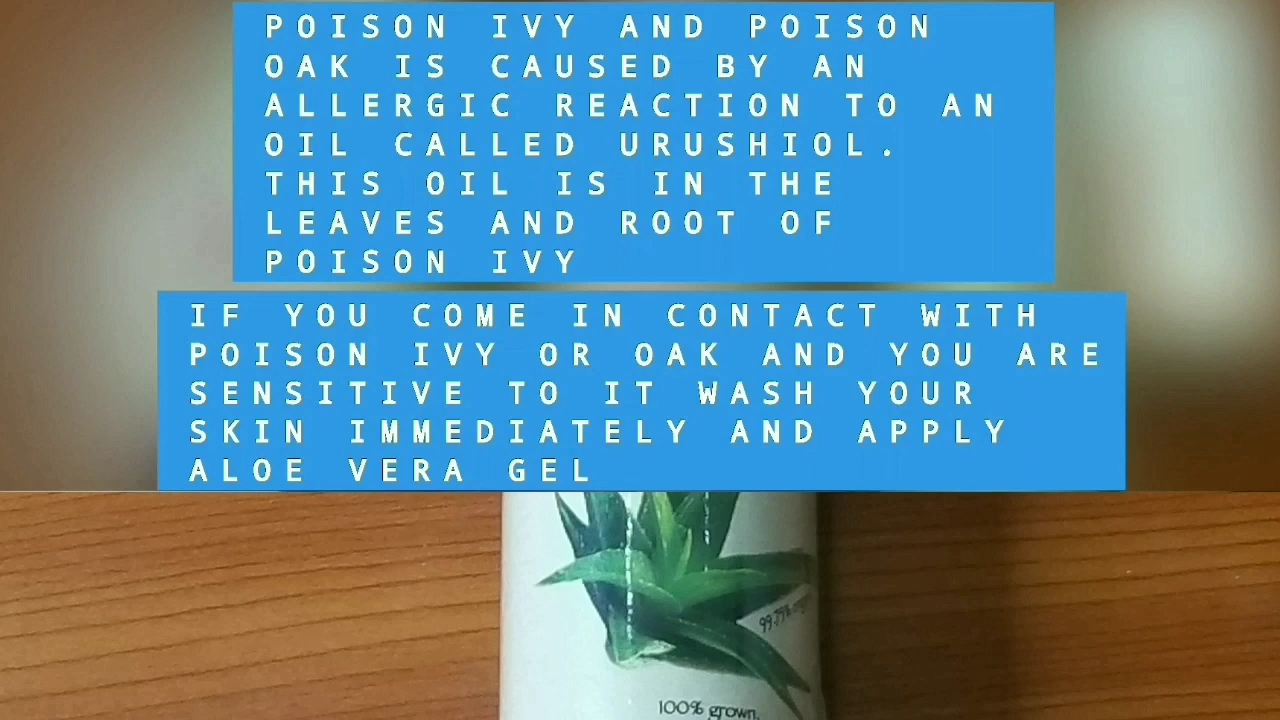 POISON IVY AND POISON
OAK IS CAUSED BY AN
ALLERGIC REACTION TO AN
OIL CALLED URUSHIOL.
THIS OIL IS IN THE
LEAVES AND ROOT OF
POISON IVY
IF YOU COME IN CONTACT WITH
POISON IVY OR OAK AND YOU ARE
SENSITIVE TO IT WASH YOUR
SKIN IMMEDIATELY AND APPLY
ALOE VERA GEL
100% grown.